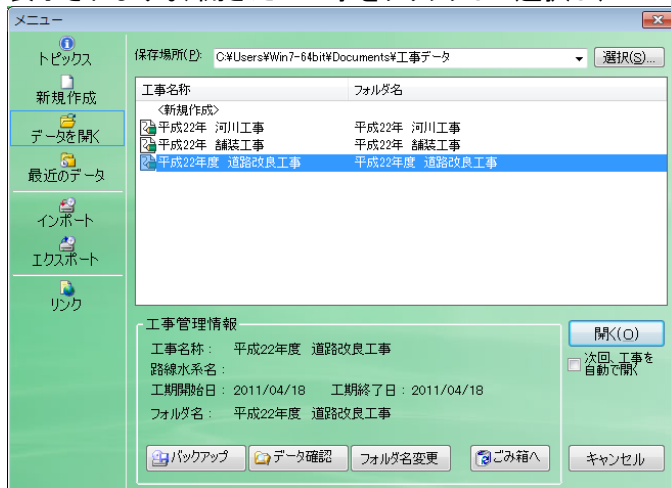 メニュー
トピックス
新規作成
データを開く
最近のデータ
インポート
エクスポート
リンク
保存場所(P): C:¥Users¥Win7-64bit¥Documents¥工事データ 選択(S)...
工事名称 フォルダ名
<新規作成>
平成22年 河川工事 平成22年 河川工事
平成22年 舗装工事 平成22年 舗装工事
平成22年度 道路改良工事 平成22年度 道路改良工事
工事管理情報
工事名称： 平成22年度 道路改良工事
路線水系名：
工期開始日： 2011/04/18 工期終了日： 2011/04/18
フォルダ名： 平成22年度 道路改良工事
バックアップ データ確認 フォルダ名変更 ごみ箱へ
開く(O)
次回、工事を
自動で開く
キャンセル